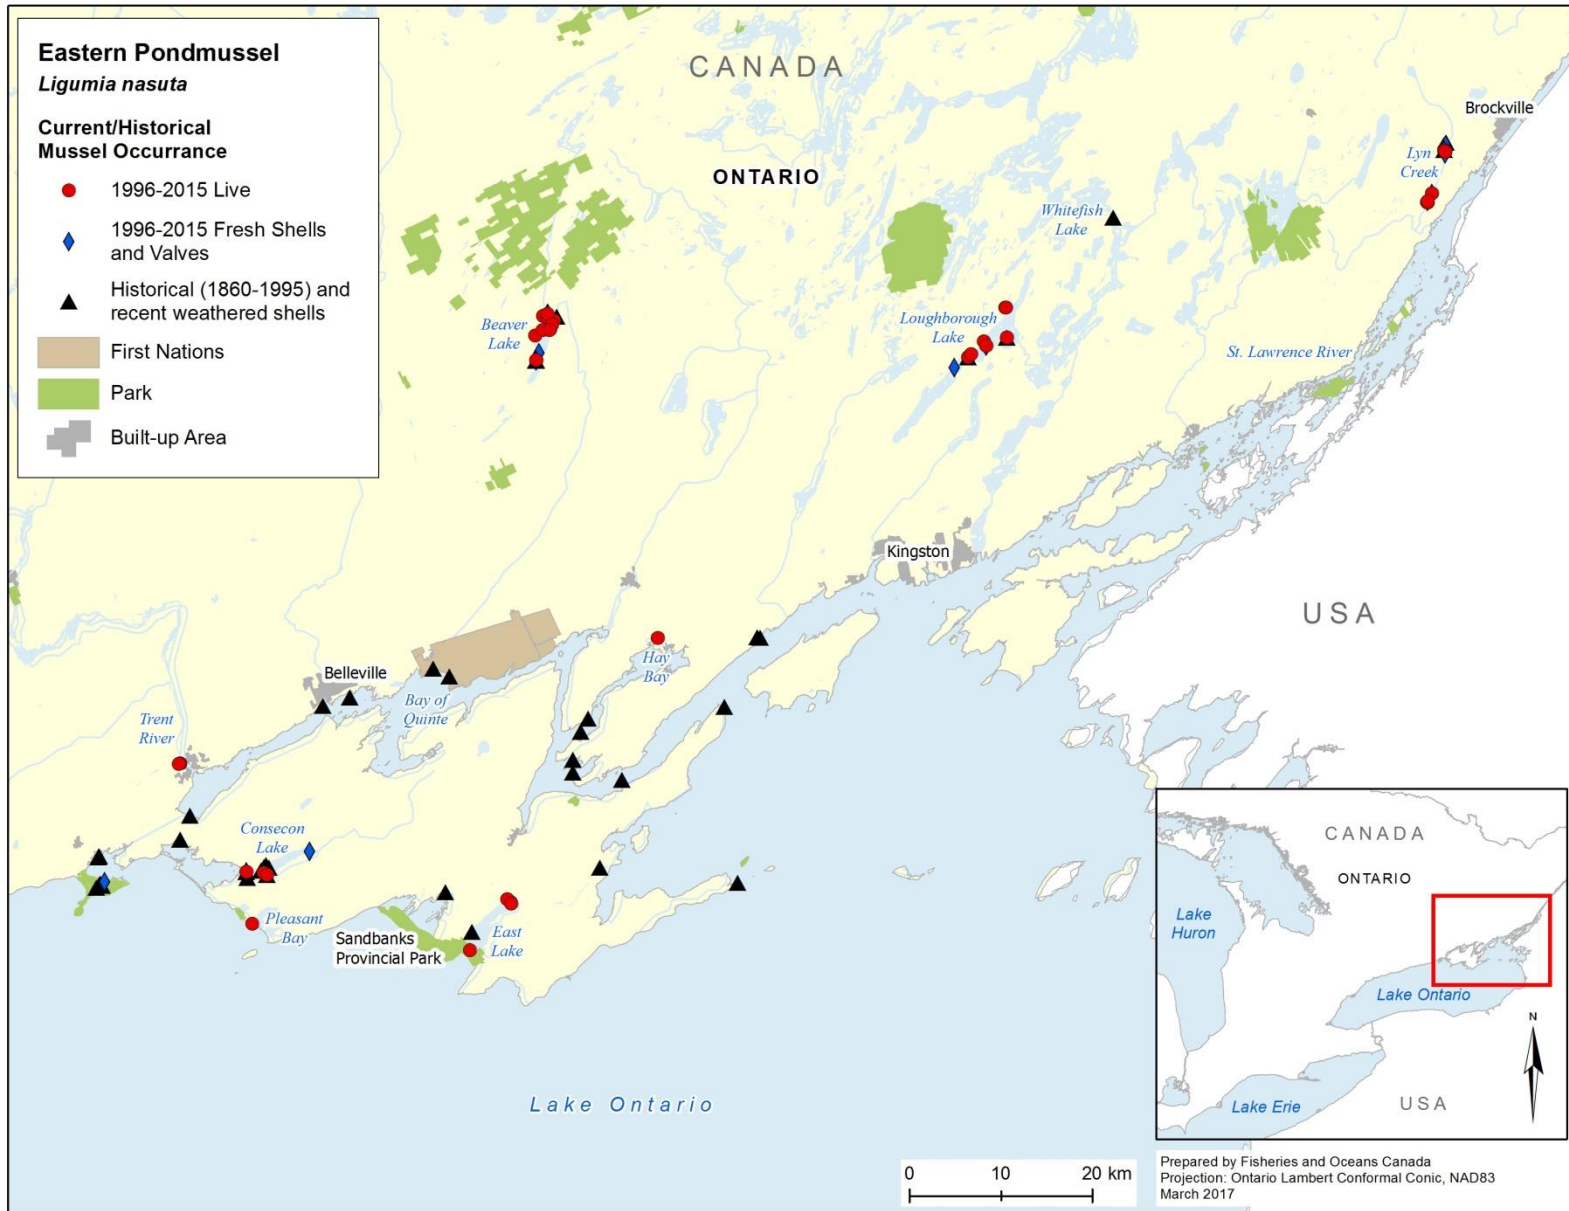 Eastern Pondmussel
Ligumia nasuta
Current/Historical
Mussel Occurrance
1996-2015 Live
1996-2015 Fresh Shells
and Valves
Historical (1860-1995) and
recent weathered shells
First Nations
Park
Built-up Area
CANADA
ONTARIO
Brockville
Lyn
Creek
Whitefish
Lake
Beaver
Lake
Loughborough
Lake
St. Lawrence River
Kingston
USA
Hay
Bay
Belleville
Bay of
Quinte
Trent
River
Consecon
Lake
Pleasant
Bay
Sandbanks
Provincial Park
East
Lake
Lake Ontario
0 10 20 km
CANADA
ONTARIO
Lake
Huron
Lake Ontario
N
Lake Erie
USA
Prepared by Fisheries and Oceans Canada
Projection: Ontario Lambert Conformal Conic, NAD83
March 2017